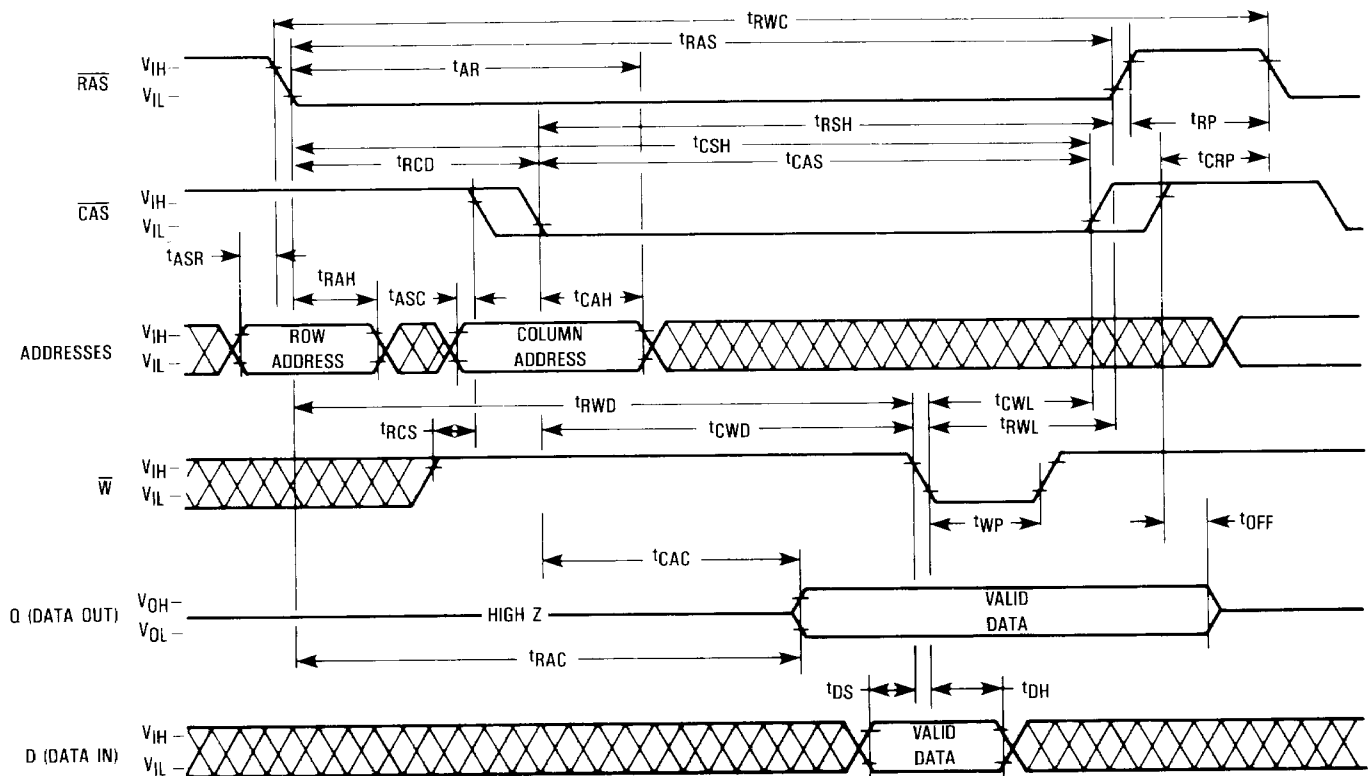 tRWC
tRAS
RAS
VIH
VIL
tAR
tRSH
tRP
tCSH
tRCD
tCAS
tCRP
CAS
VIH
VIL
tASR
tRAH
tASC
tCAH
ADDRESSES
VIH
VIL
ROW
ADDRESS
COLUMN
ADDRESS
tRWD
tCWL
tRCS
tCWD
tRWL
W
VIH
VIL
tWP
tOFF
tCAC
Q (DATA OUT)
VOH
VOL
HIGH Z
VALID
DATA
tRAC
tDS
tDH
D (DATA IN)
VIH
VIL
VALID
DATA